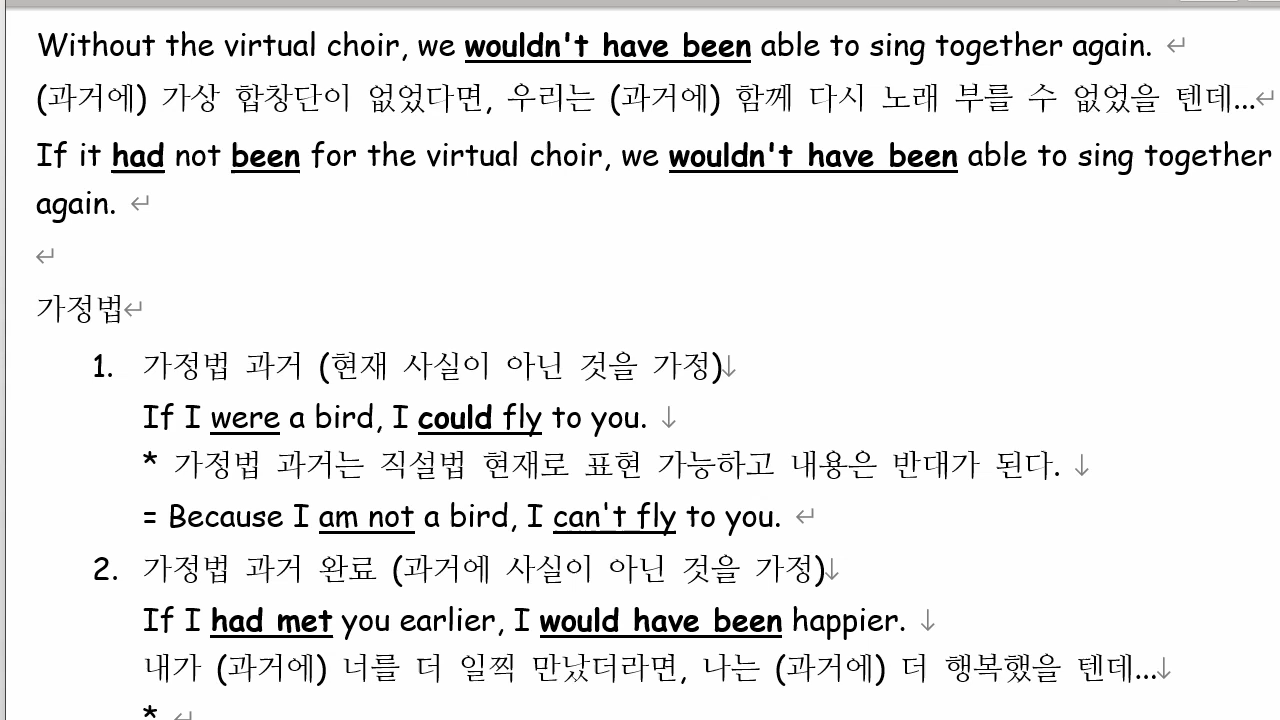 Without the virtual choir, we wouldn't have been able to sing together again. ↵
(과거에) 가상 합창단이 없었다면, 우리는 (과거에) 함께 다시 노래 부를 수 없었을 텐데...↵
If it had not been for the virtual choir, we wouldn't have been able to sing together
again. ↵
↵
가정법↵
1. 가정법 과거 (현재 사실이 아닌 것을 가정)↓
If I were a bird, I could fly to you. ↓
* 가정법 과거는 직설법 현재로 표현 가능하고 내용은 반대가 된다. ↓
= Because I am not a bird, I can't fly to you. ↵
2. 가정법 과거 완료 (과거에 사실이 아닌 것을 가정)↓
If I had met you earlier, I would have been happier. ↓
내가 (과거에) 너를 더 일찍 만났더라면, 나는 (과거에) 더 행복했을 텐데...↓
* ↵